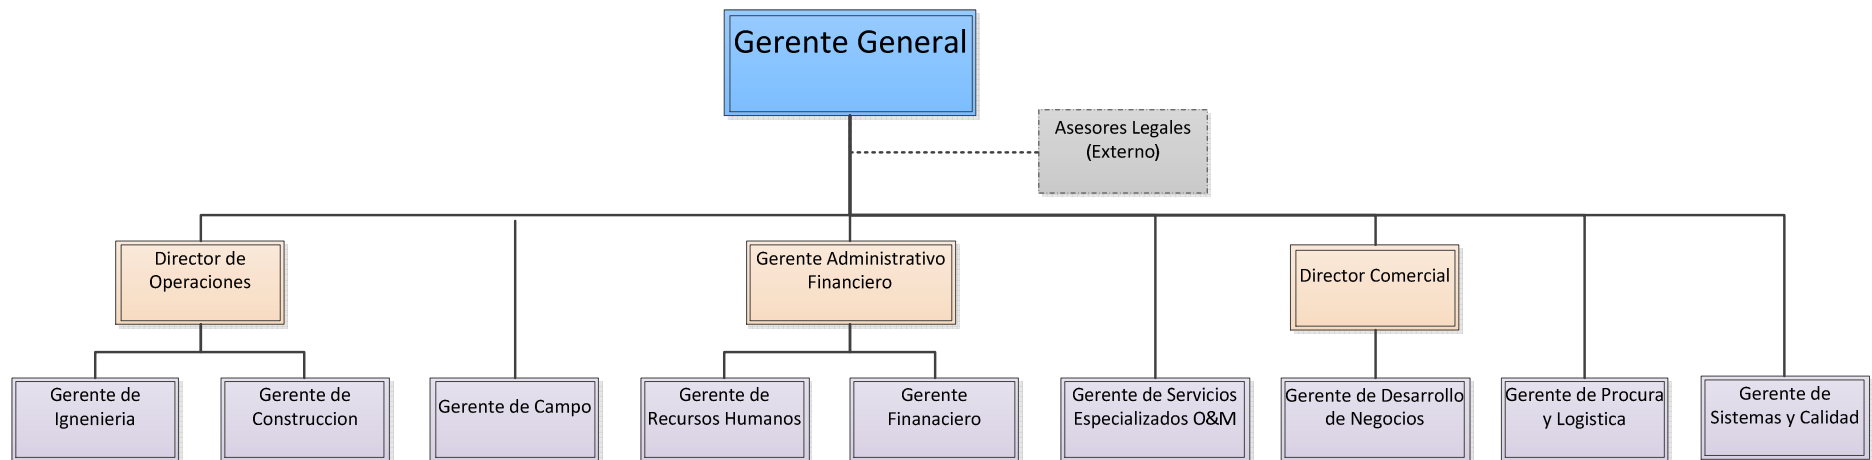 Gerente General
Asesores Legales
(Externo)
Director de
Operaciones
Gerente Administrativo
Financiero
Director Comercial
Gerente de
Ignenieria
Gerente de
Construccion
Gerente de Campo
Gerente de
Recursos Humanos
Gerente
Finanaciero
Gerente de Servicios
Especializados O&M
Gerente de Desarrollo
de Negocios
Gerente de Procura
y Logistica
Gerente de
Sistemas y Calidad